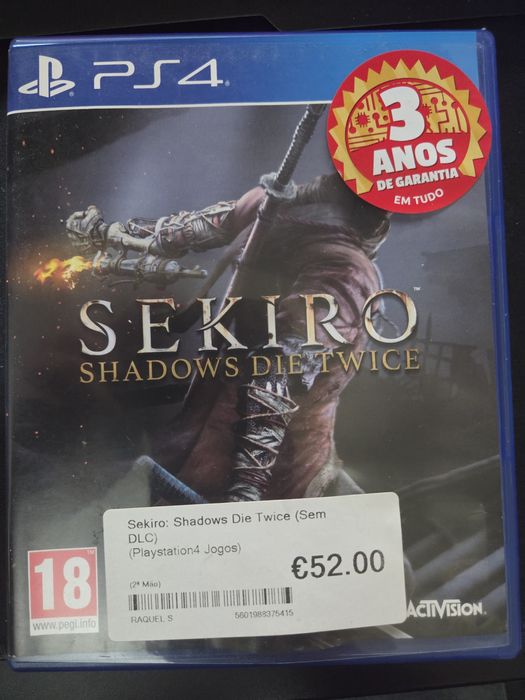 PS4
3
ANOS
DE GARANTIA
EM TUDO
SEKIRO™
SHADOWS DIE TWICE
Sekiro: Shadows Die Twice (Sem
DLC)
(Playstation4 Jogos)
€52.00
(2ª Mão)
RAQUEL S 5601988375415
18
www.pegi.info
ACTIVISION.